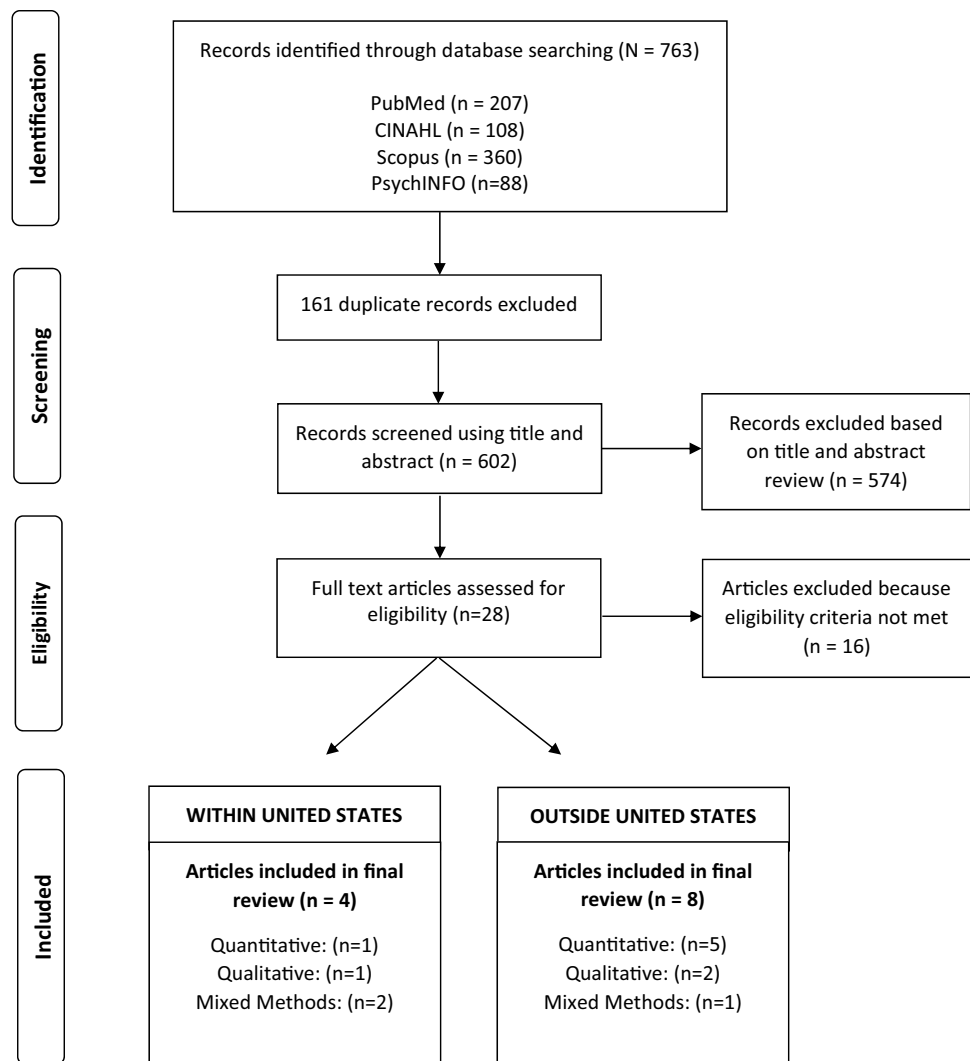 Identification
Records identified through database searching (N = 763)
PubMed (n = 207)
CINAHL (n = 108)
Scopus (n = 360)
PsychINFO (n=88)
Screening
161 duplicate records excluded
Records screened using title and
abstract (n = 602)
Records excluded based
on title and abstract
review (n = 574)
Eligibility
Full text articles assessed for
eligibility (n=28)
Articles excluded because
eligibility criteria not met
(n = 16)
Included
WITHIN UNITED STATES
Articles included in final
review (n = 4)
Quantitative: (n=1)
Qualitative: (n=1)
Mixed Methods: (n=2)
OUTSIDE UNITED STATES
Articles included in final
review (n = 8)
Quantitative: (n=5)
Qualitative: (n=2)
Mixed Methods: (n=1)